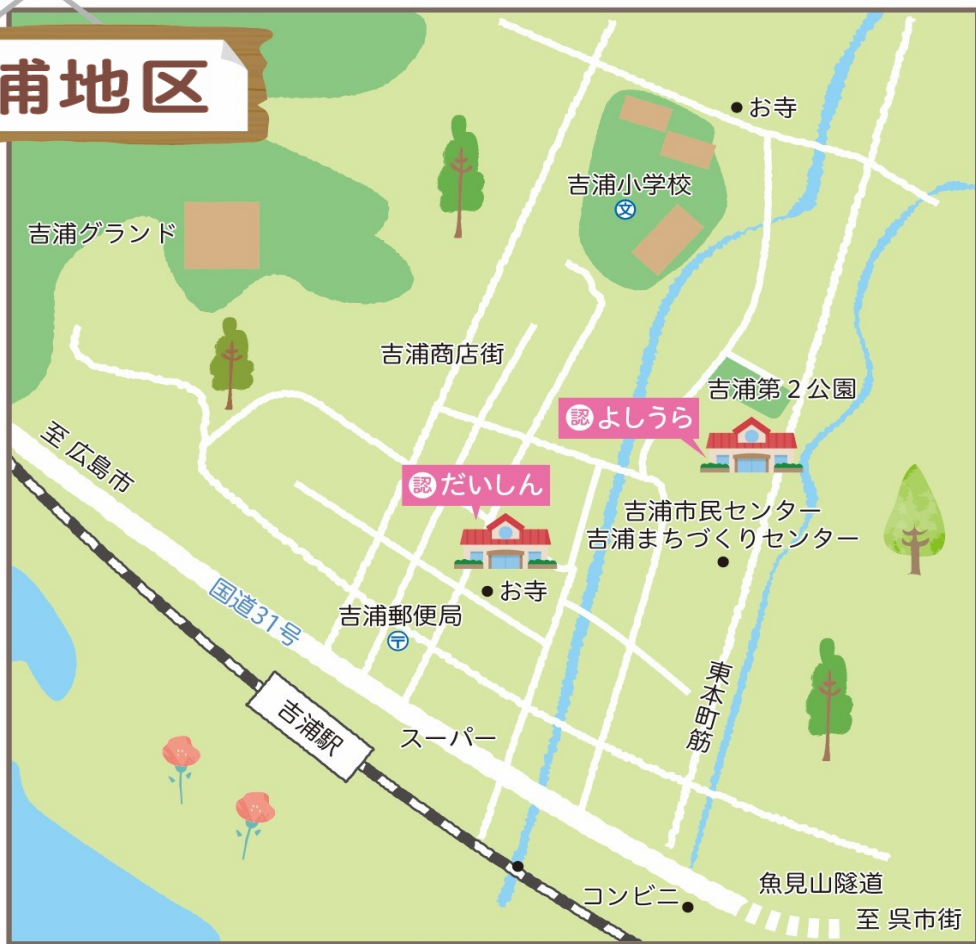 浦地区
お寺
吉浦小学校
文
吉浦グランド
吉浦商店街
吉浦第2公園
認よしうら
至 広島市
認だいしん
吉浦市民センター
吉浦まちづくりセンター
お寺
国道31号
吉浦郵便局
〒
東本町筋
吉浦駅
スーパー
魚見山隧道
コンビニ
至 呉市街